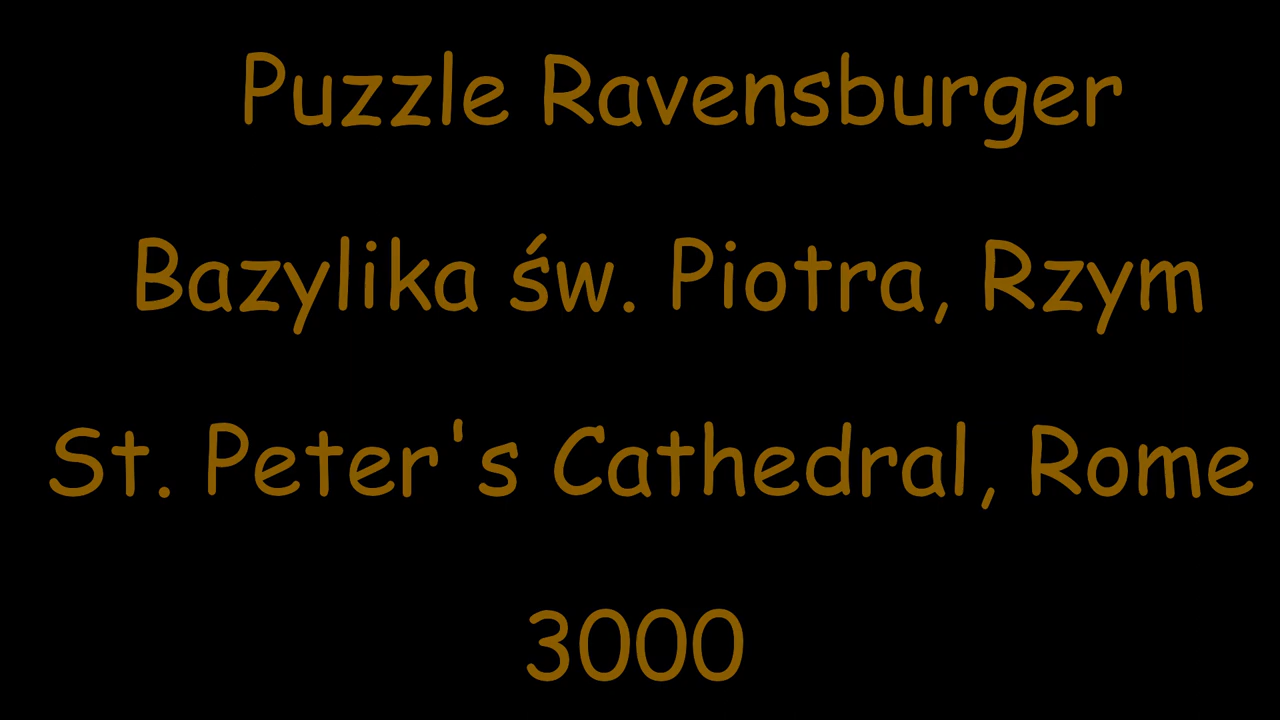 Puzzle Ravensburger
Bazylika św. Piotra, Rzym
St. Peter's Cathedral, Rome
3000